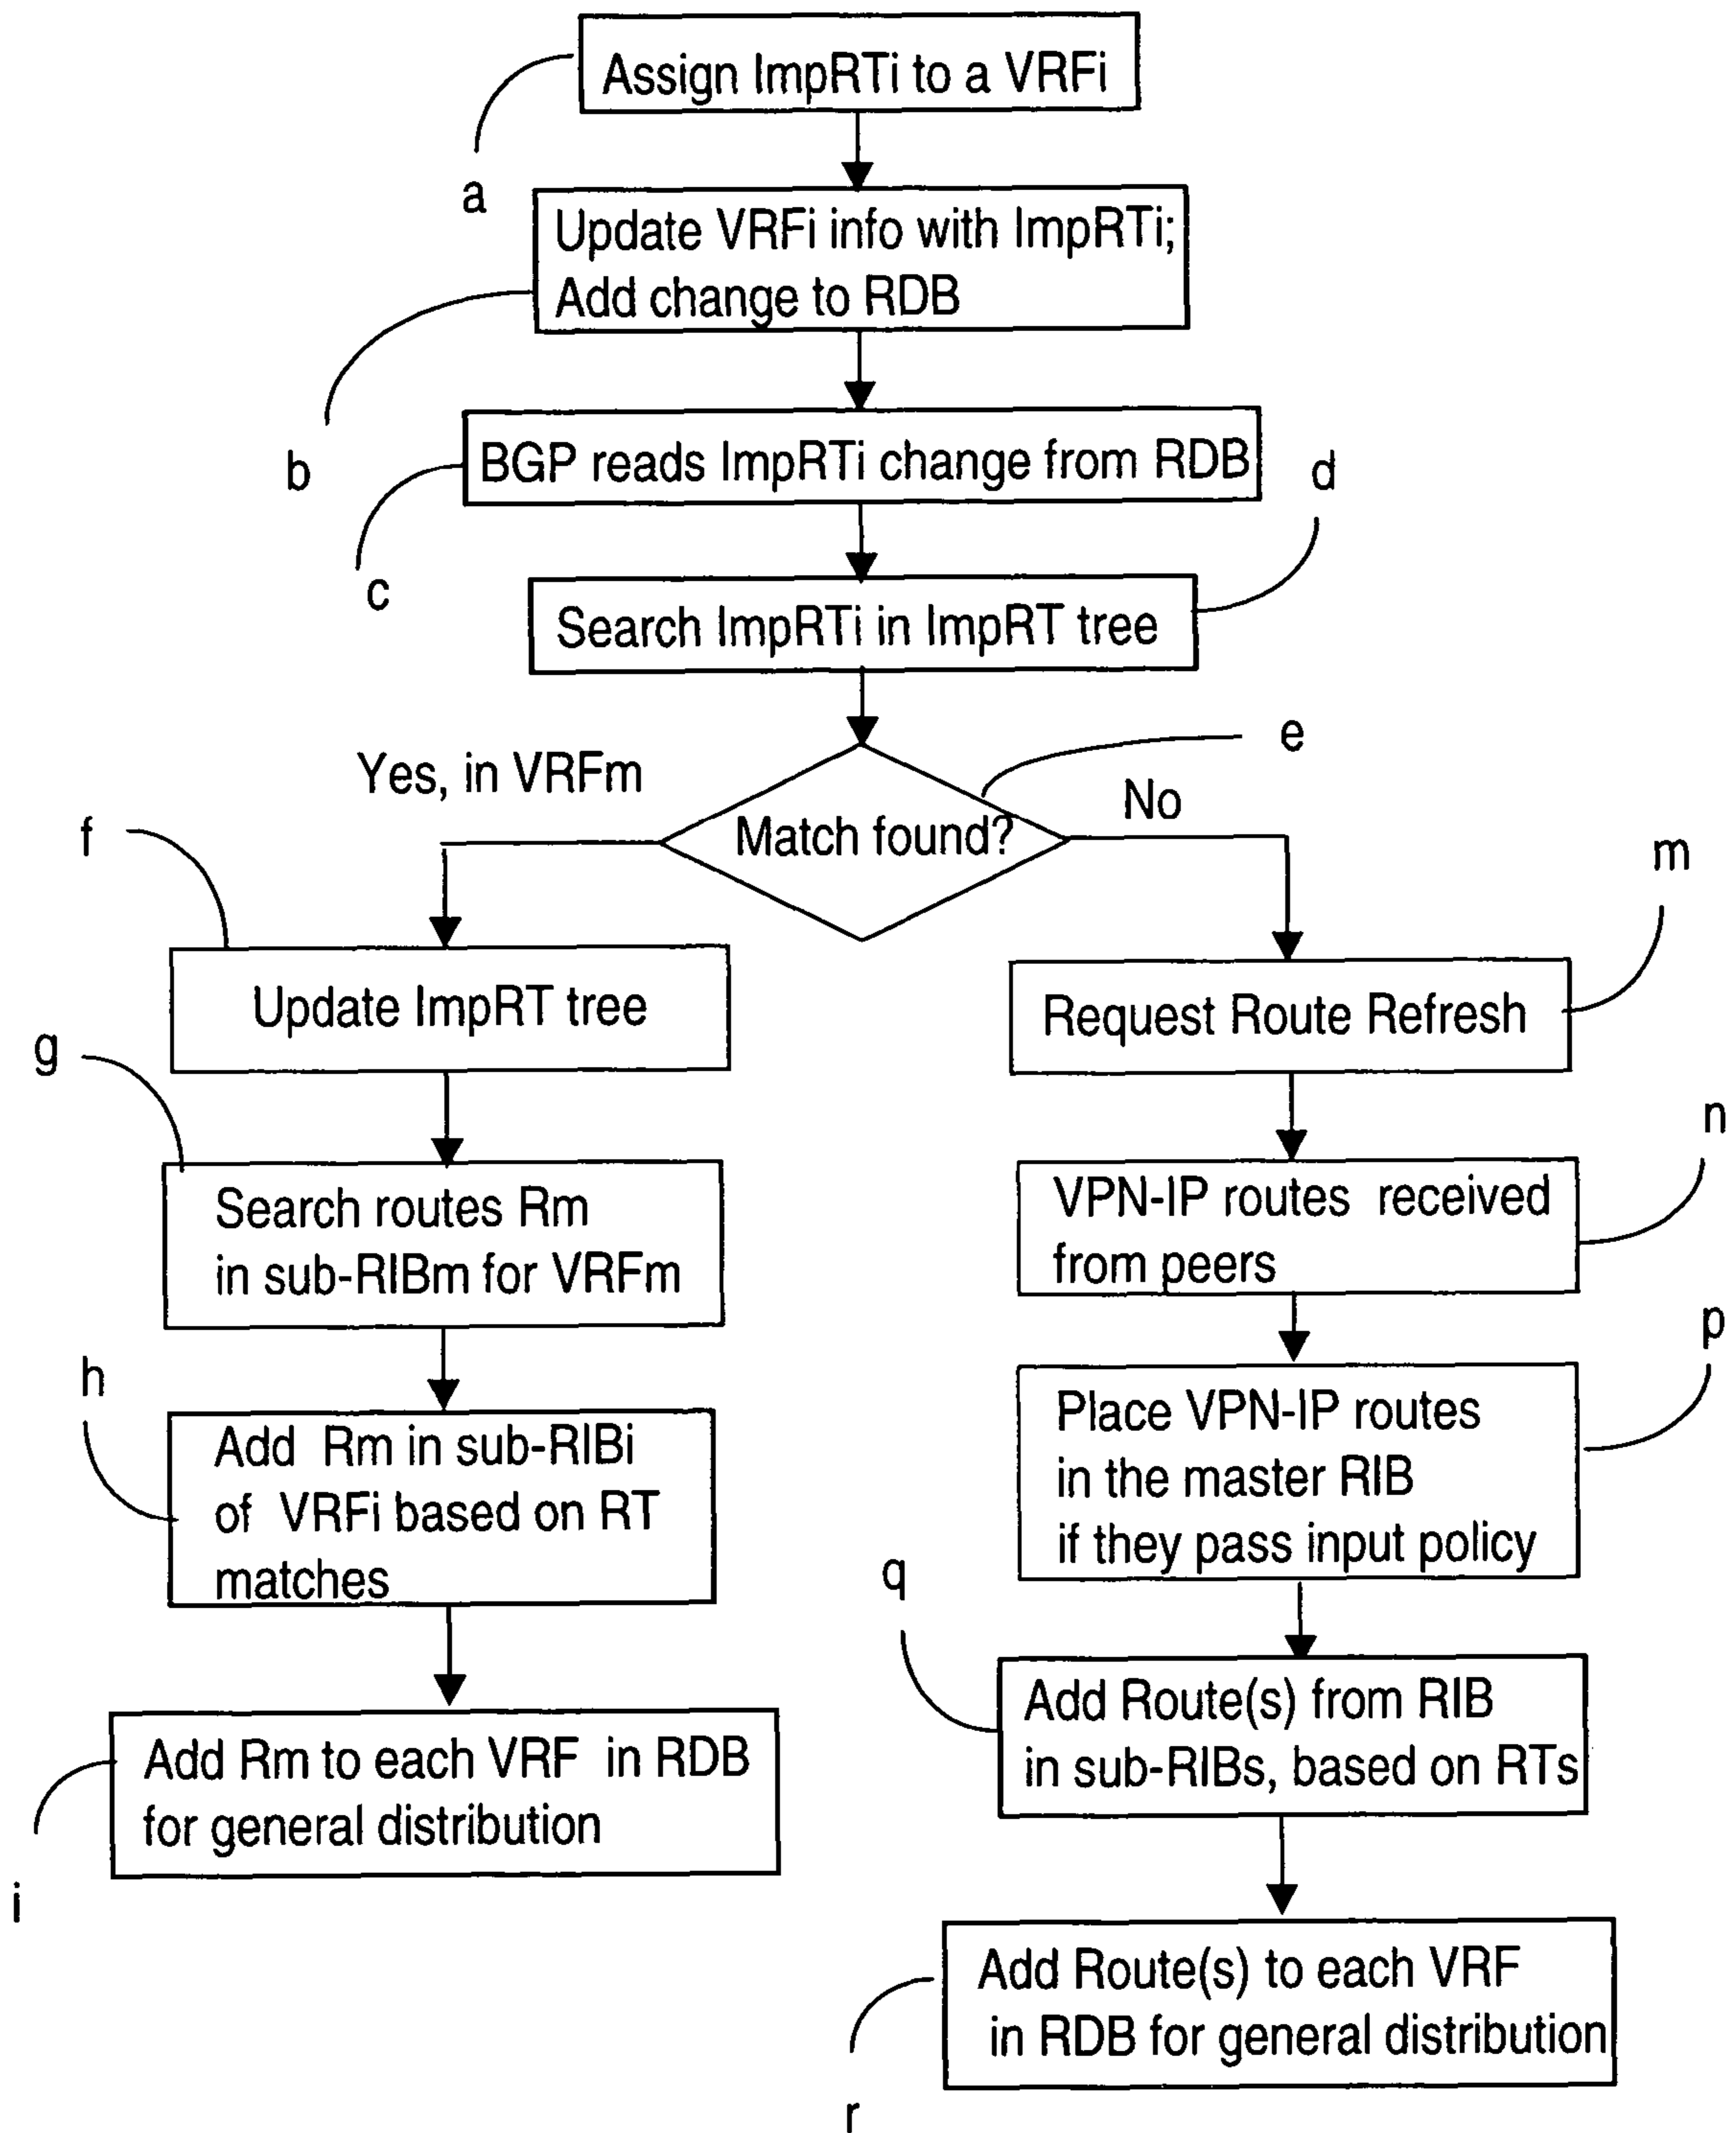 Assign ImpRTi to a VRFi
a
Update VRFi info with ImpRTi;
Add change to RDB
b
BGP reads ImpRTi change from RDB
c
d
Search ImpRTi in ImpRT tree
e
Yes, in VRFm
No
Match found?
f
Update ImpRT tree
g
Search routes Rm
in sub-RIBm for VRFm
h
Add Rm in sub-RIBi
of VRFi based on RT
matches
Add Rm to each VRF in RDB
for general distribution
i
m
Request Route Refresh
n
VPN-IP routes received
from peers
p
Place VPN-IP routes
in the master RIB
if they pass input policy
q
Add Route(s) from RIB
in sub-RIBs, based on RTs
Add Route(s) to each VRF
in RDB for general distribution
r